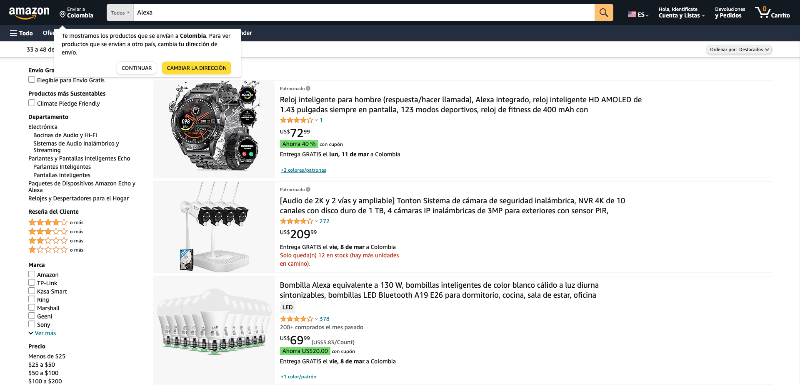 amazon
Enviar a
Colombia
Todos
Alexa
ES
Hola, Identifícate
Cuenta y Listas
Devoluciones
y Pedidos
0
Carrito
Todo
Te mostramos los productos que se envían a Colombia. Para ver
productos que se envían a otro país, cambia tu dirección de
envío.
CONTINUAR
CAMBIAR LA DIRECCIÓN
33 a 48 de
Ordenar por: Destacados
Envío Gra
Elegible para Envío Gratis
Productos más Sustentables
Climate Pledge Friendly
Departamento
Electrónica
Bocinas de Audio y Hi-Fi
Sistemas de Audio Inalámbrico y
Streaming
Parlantes y Pantallas Inteligentes Echo
Parlantes Inteligentes
Pantallas Inteligentes
Paquetes de Dispositivos Amazon Echo y
Alexa
Relojes y Despertadores para el Hogar
Reseña del Cliente
o más
o más
o más
o más
Marca
Amazon
TP-Link
Kasa Smart
Ring
Marshall
Geeni
Sony
Ver más
Precio
Menos de $25
$25 a $50
$50 a $100
$100 a $200
Patrocinado
Reloj inteligente para hombre (respuesta/hacer llamada), Alexa integrado, reloj inteligente HD AMOLED de
1.43 pulgadas siempre en pantalla, 123 modos deportivos, reloj de fitness de 400 mAh con
1
US$72.99
Ahora 40 % con cupón
Entrega GRATIS el lun, 11 de mar a Colombia
+2 colores/patrones
Patrocinado
[Audio de 2K y 2 vías y ampliable] Tonton Sistema de cámara de seguridad inalámbrica, NVR 4K de 10
canales con disco duro de 1 TB, 4 cámaras IP inalámbricas de 3MP para exteriores con sensor PIR,
272
US$209.99
Entrega GRATIS el vie, 8 de mar a Colombia
Solo queda(n) 12 en stock (hay más unidades
en camino).
Bombilla Alexa equivalente a 130 W, bombillas inteligentes de color blanco cálido a luz diurna
sintonizables, bombillas LED Bluetooth A19 E26 para dormitorio, cocina, sala de estar, oficina
LED
378
200+ comprados el mes pasado
US$69.99 (US$5.83/Count)
Ahorra US$20.00 con cupón
Entrega GRATIS el vie, 8 de mar a Colombia
+1 color/patrón